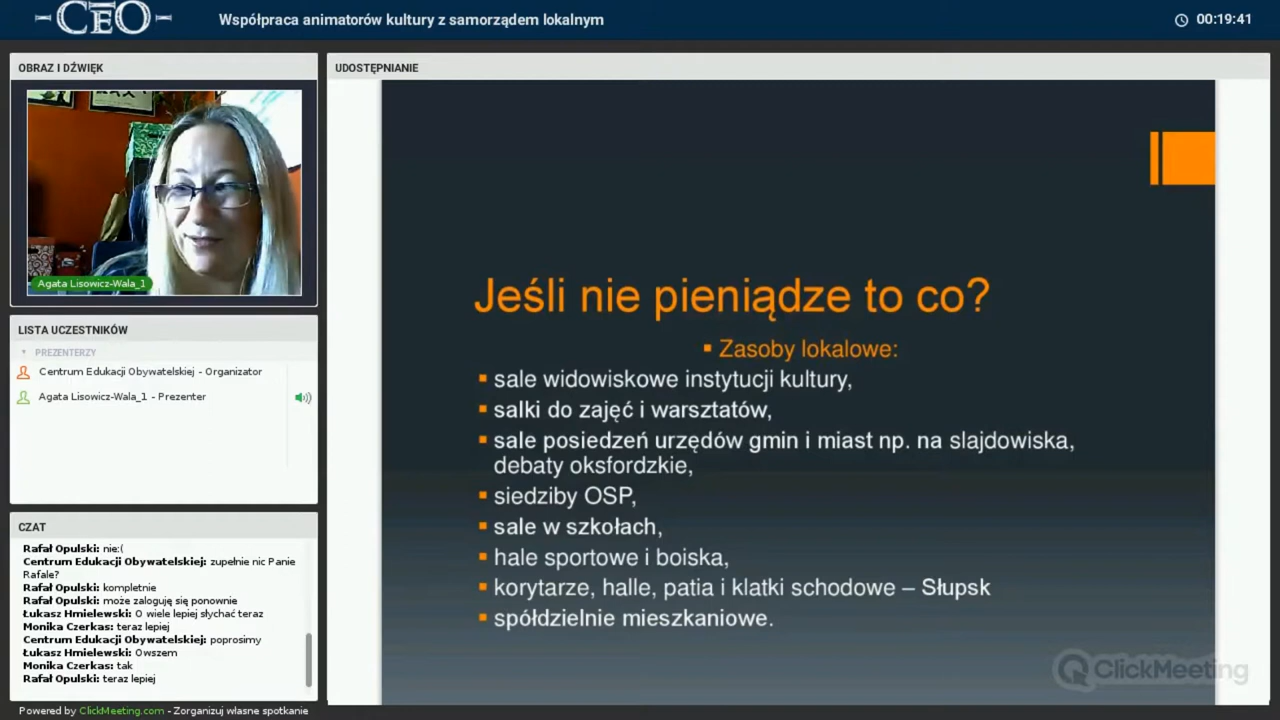 CEO
Współpraca animatorów kultury z samorządem lokalnym
00:19:41
OBRAZ I DŹWIĘK
Agata Lisowicz-Wala_1
LISTA UCZESTNIKÓW
PREZENTERZY
Centrum Edukacji Obywatelskiej - Organizator
Agata Lisowicz-Wala_1 - Prezenter
CZAT
Rafał Opulski: nie:(
Centrum Edukacji Obywatelskiej: zupełnie nic Panie
Rafale?
Rafał Opulski: kompletnie
Rafał Opulski: może zaloguję się ponownie
Łukasz Hmielewski: O wiele lepiej słychać teraz
Monika Czerkas: teraz lepiej
Centrum Edukacji Obywatelskiej: poprosimy
Łukasz Hmielewski: Owszem
Monika Czerkas: tak
Rafał Opulski: teraz lepiej
Powered by ClickMeeting.com - Zorganizuj własne spotkanie
UDOSTĘPNIANIE
Jeśli nie pieniądze to co?
▪ Zasoby lokalowe:
▪ sale widowiskowe instytucji kultury,
▪ salki do zajęć i warsztatów,
▪ sale posiedzeń urzędów gmin i miast np. na slajdowiska,
debaty oksfordzkie,
▪ siedziby OSP,
▪ sale w szkołach,
▪ hale sportowe i boiska,
▪ korytarze, halle, patia i klatki schodowe – Słupsk
▪ spółdzielnie mieszkaniowe.
ClickMeeting